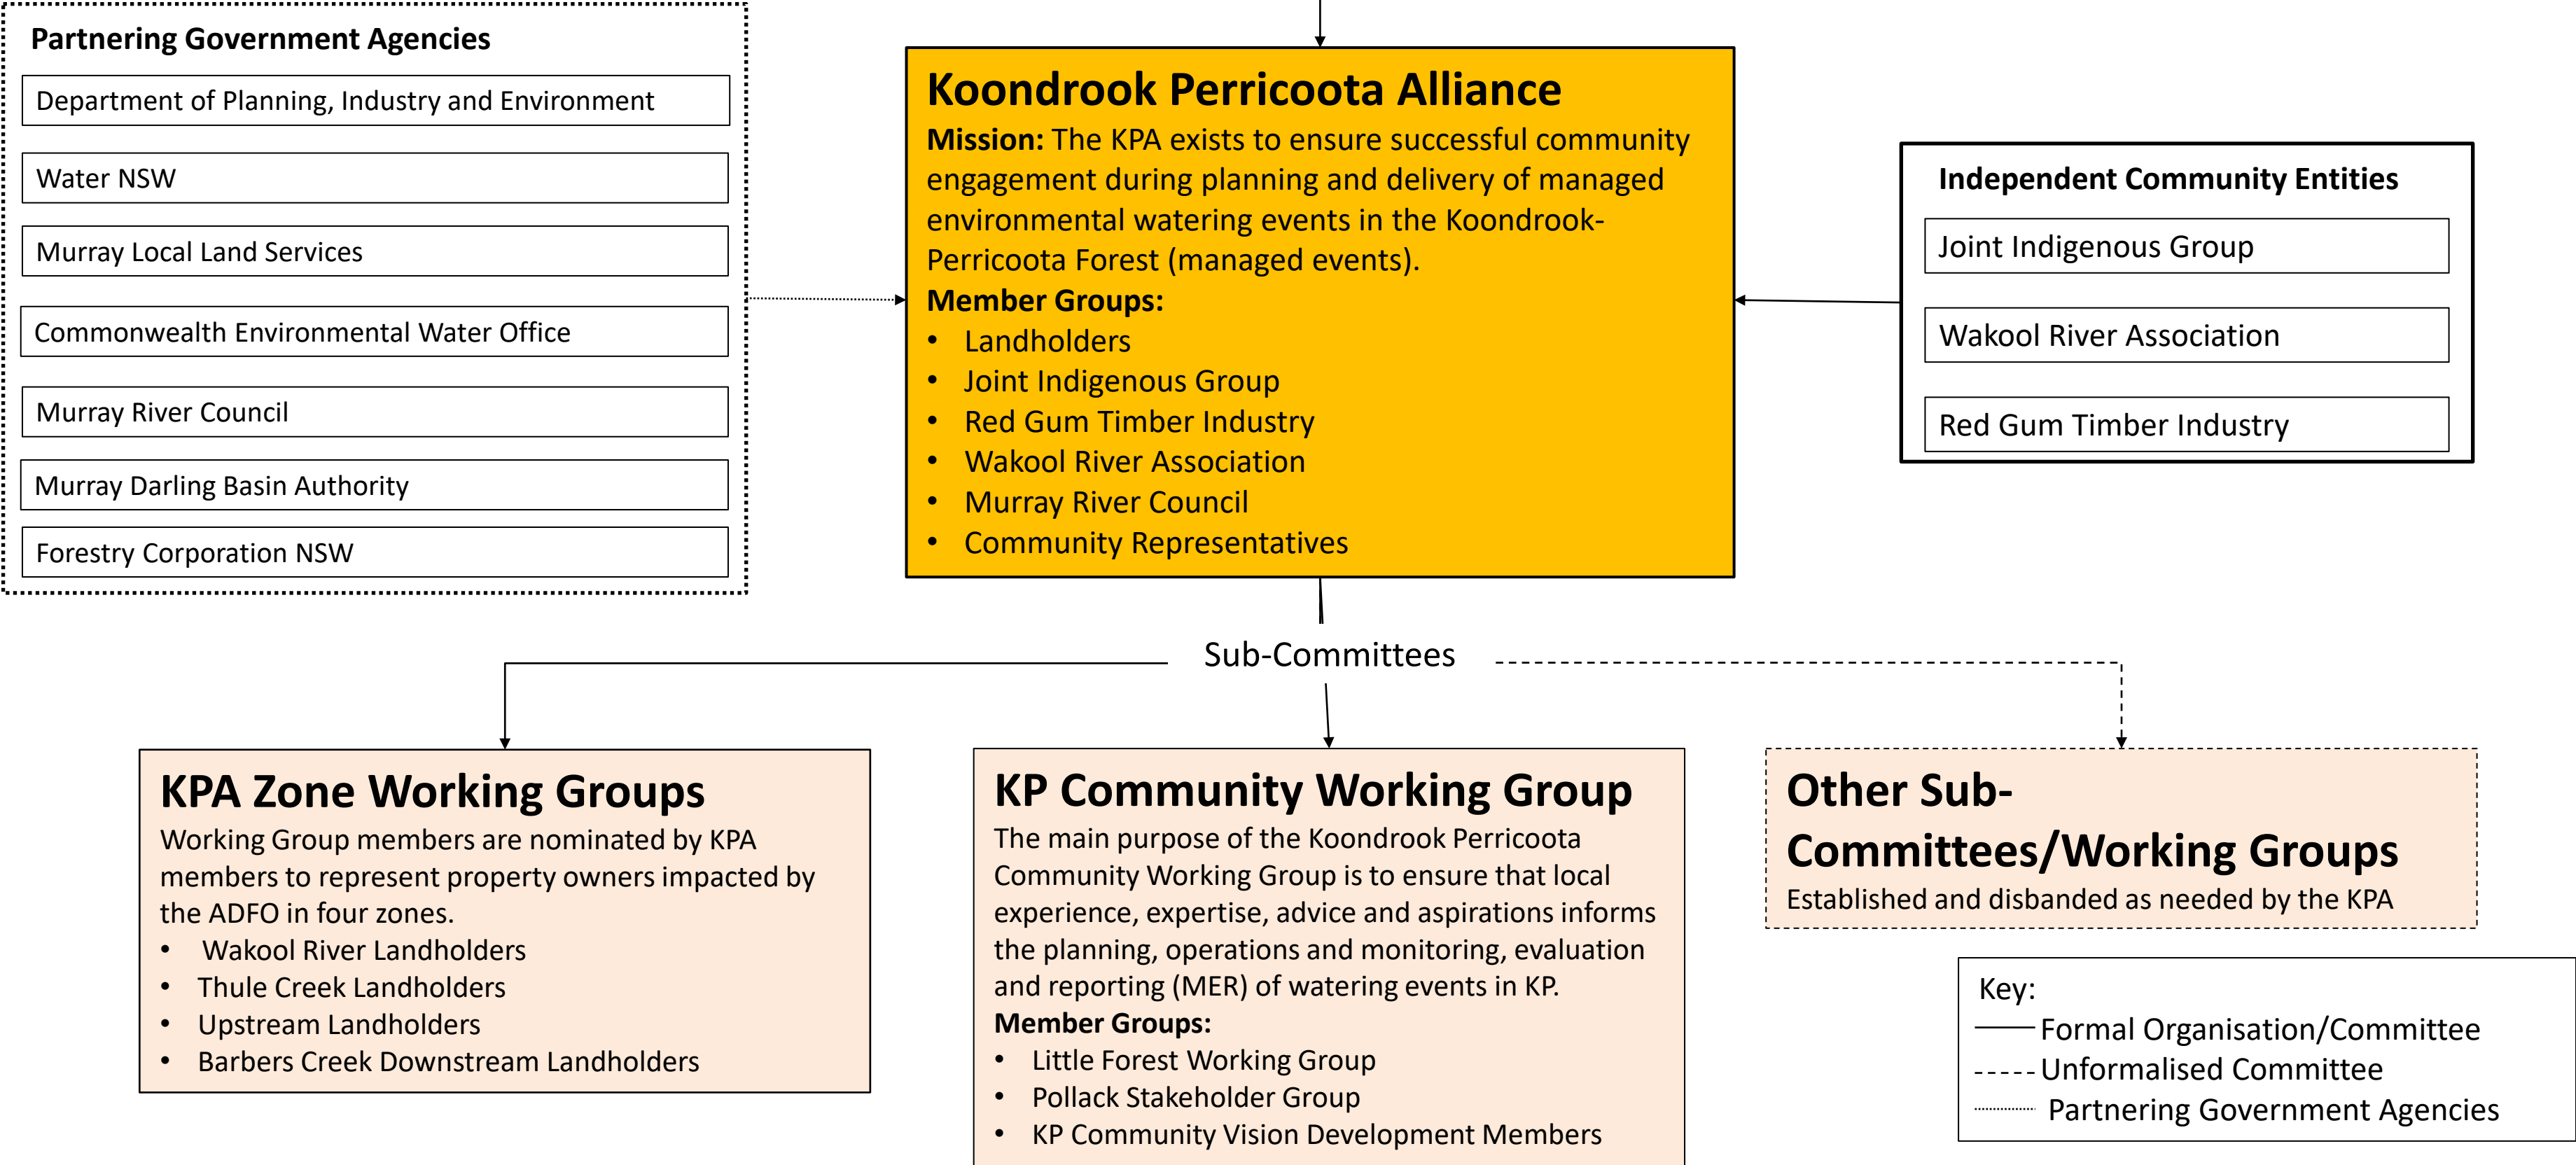 Partnering Government Agencies
Department of Planning, Industry and Environment
Water NSW
Murray Local Land Services
Commonwealth Environmental Water Office
Murray River Council
Murray Darling Basin Authority
Forestry Corporation NSW
Koondrook Perricoota Alliance
Mission: The KPA exists to ensure successful community
engagement during planning and delivery of managed
environmental watering events in the Koondrook-
Perricoota Forest (managed events).
Member Groups:
• Landholders
• Joint Indigenous Group
• Red Gum Timber Industry
• Wakool River Association
• Murray River Council
• Community Representatives
Independent Community Entities
Joint Indigenous Group
Wakool River Association
Red Gum Timber Industry
Sub-Committees
KPA Zone Working Groups
Working Group members are nominated by KPA
members to represent property owners impacted by
the ADFO in four zones.
• Wakool River Landholders
• Thule Creek Landholders
• Upstream Landholders
• Barbers Creek Downstream Landholders
KP Community Working Group
The main purpose of the Koondrook Perricoota
Community Working Group is to ensure that local
experience, expertise, advice and aspirations informs
the planning, operations and monitoring, evaluation
and reporting (MER) of watering events in KP.
Member Groups:
• Little Forest Working Group
• Pollack Stakeholder Group
• KP Community Vision Development Members
Other Sub-
Committees/Working Groups
Established and disbanded as needed by the KPA
Key:
Formal Organisation/Committee
Unformalised Committee
Partnering Government Agencies